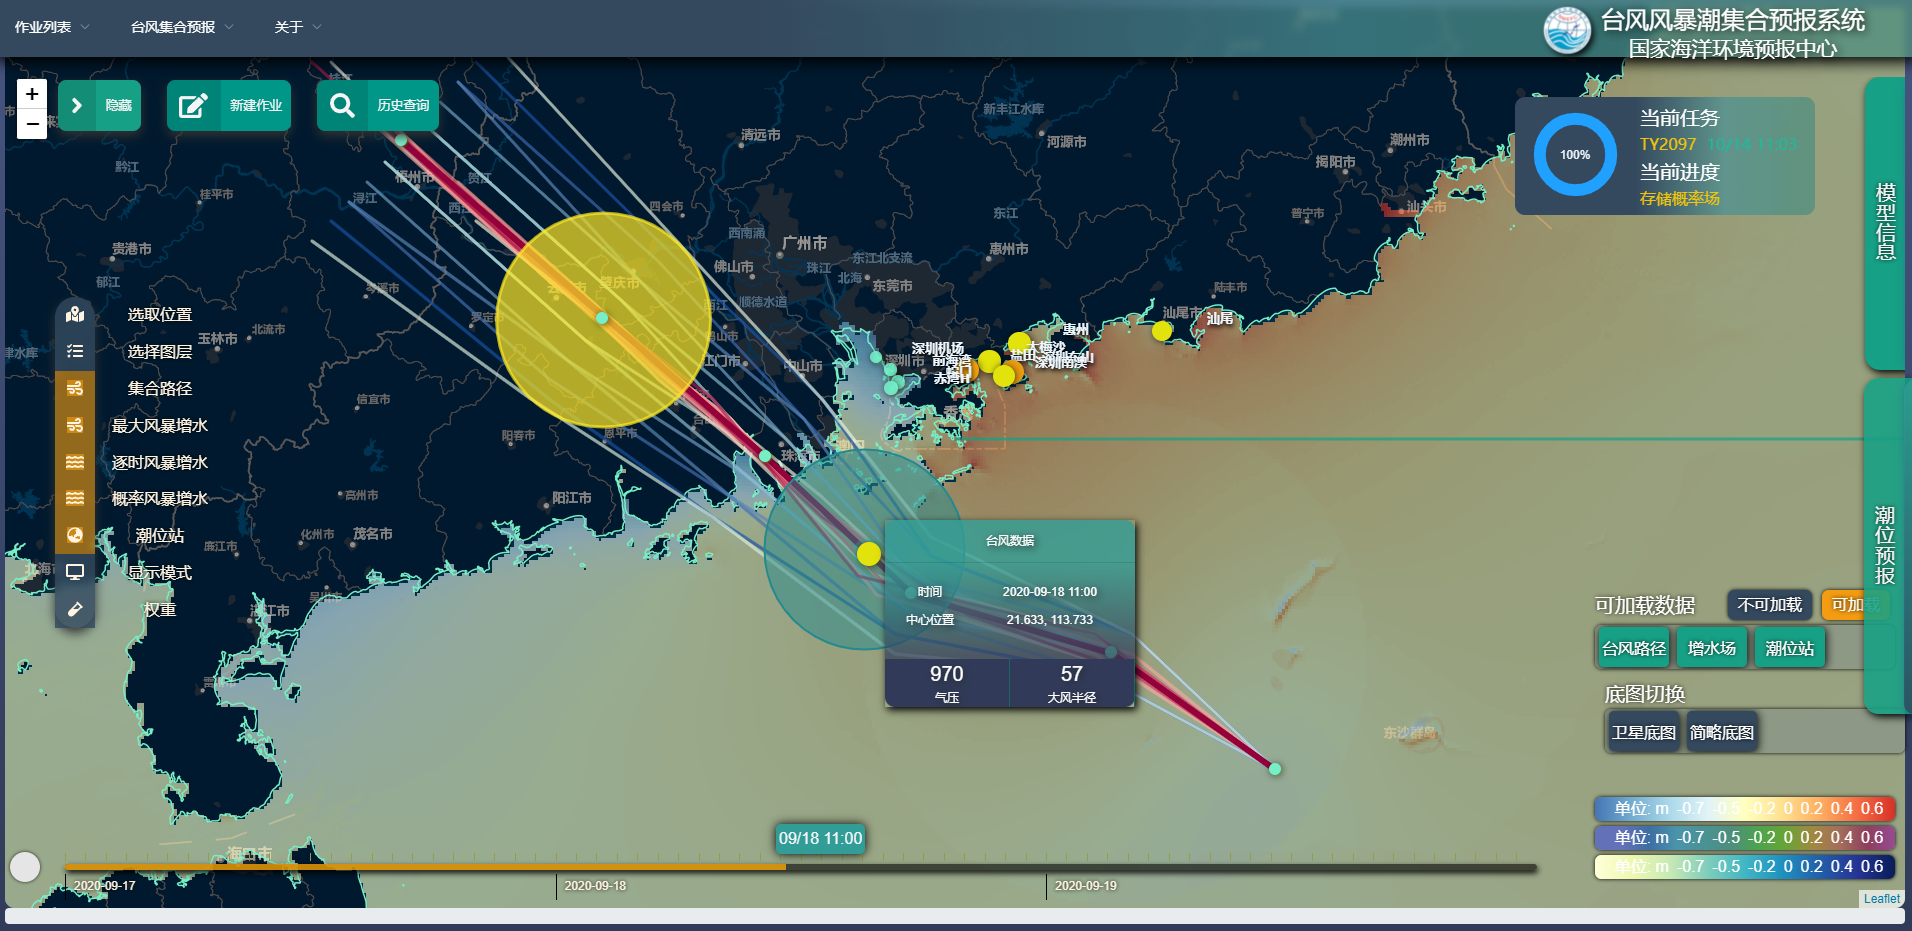 作业列表
台风集合预报
关于
台风风暴潮集合预报系统
国家海洋环境预报中心
+
−
隐藏
新建作业
历史查询
当前任务
TY2097 10/14 11:03
当前进度
存储概率场
100%
模型信息
潮位预报
选取位置
选择图层
集合路径
最大风暴增水
逐时风暴增水
概率风暴增水
潮位站
显示模式
权重
桂江
黔江
桂平市
浔江
梧州市
贺江
西江
贵港市
郁江
岑溪市
玉林市
北流市
罗定
四会市
清远市
新丰江水库
河源市
潮州市
揭阳市
汕头市
普宁市
东江
西南涌
广州市
惠州市
珠江
东江北支流
北海
佛山市
东莞市
顺德水道
肇庆市
江门市
中山市
深圳市
陆丰市
汕尾市
汕尾
惠州
深圳机场
大梅沙
前海湾
盐田
深圳南澳
赤湾H
信宜市
阳春市
恩平市
珠海市
高州市
阳江市
化州市
茂名市
廉江市
北海市
吴川市
湛江市
海口市
东沙群岛
台风数据
时间 2020-09-18 11:00
中心位置 21.633, 113.733
970 57
气压 大风半径
可加载数据
不可加载
可加载
台风路径
增水场
潮位站
底图切换
卫星底图
简略底图
单位: m -0.7 -0.5 -0.2 0 0.2 0.4 0.6
单位: m -0.7 -0.5 -0.2 0 0.2 0.4 0.6
单位: m -0.7 -0.5 -0.2 0 0.2 0.4 0.6
09/18 11:00
2020-09-17
2020-09-18
2020-09-19
Leaflet